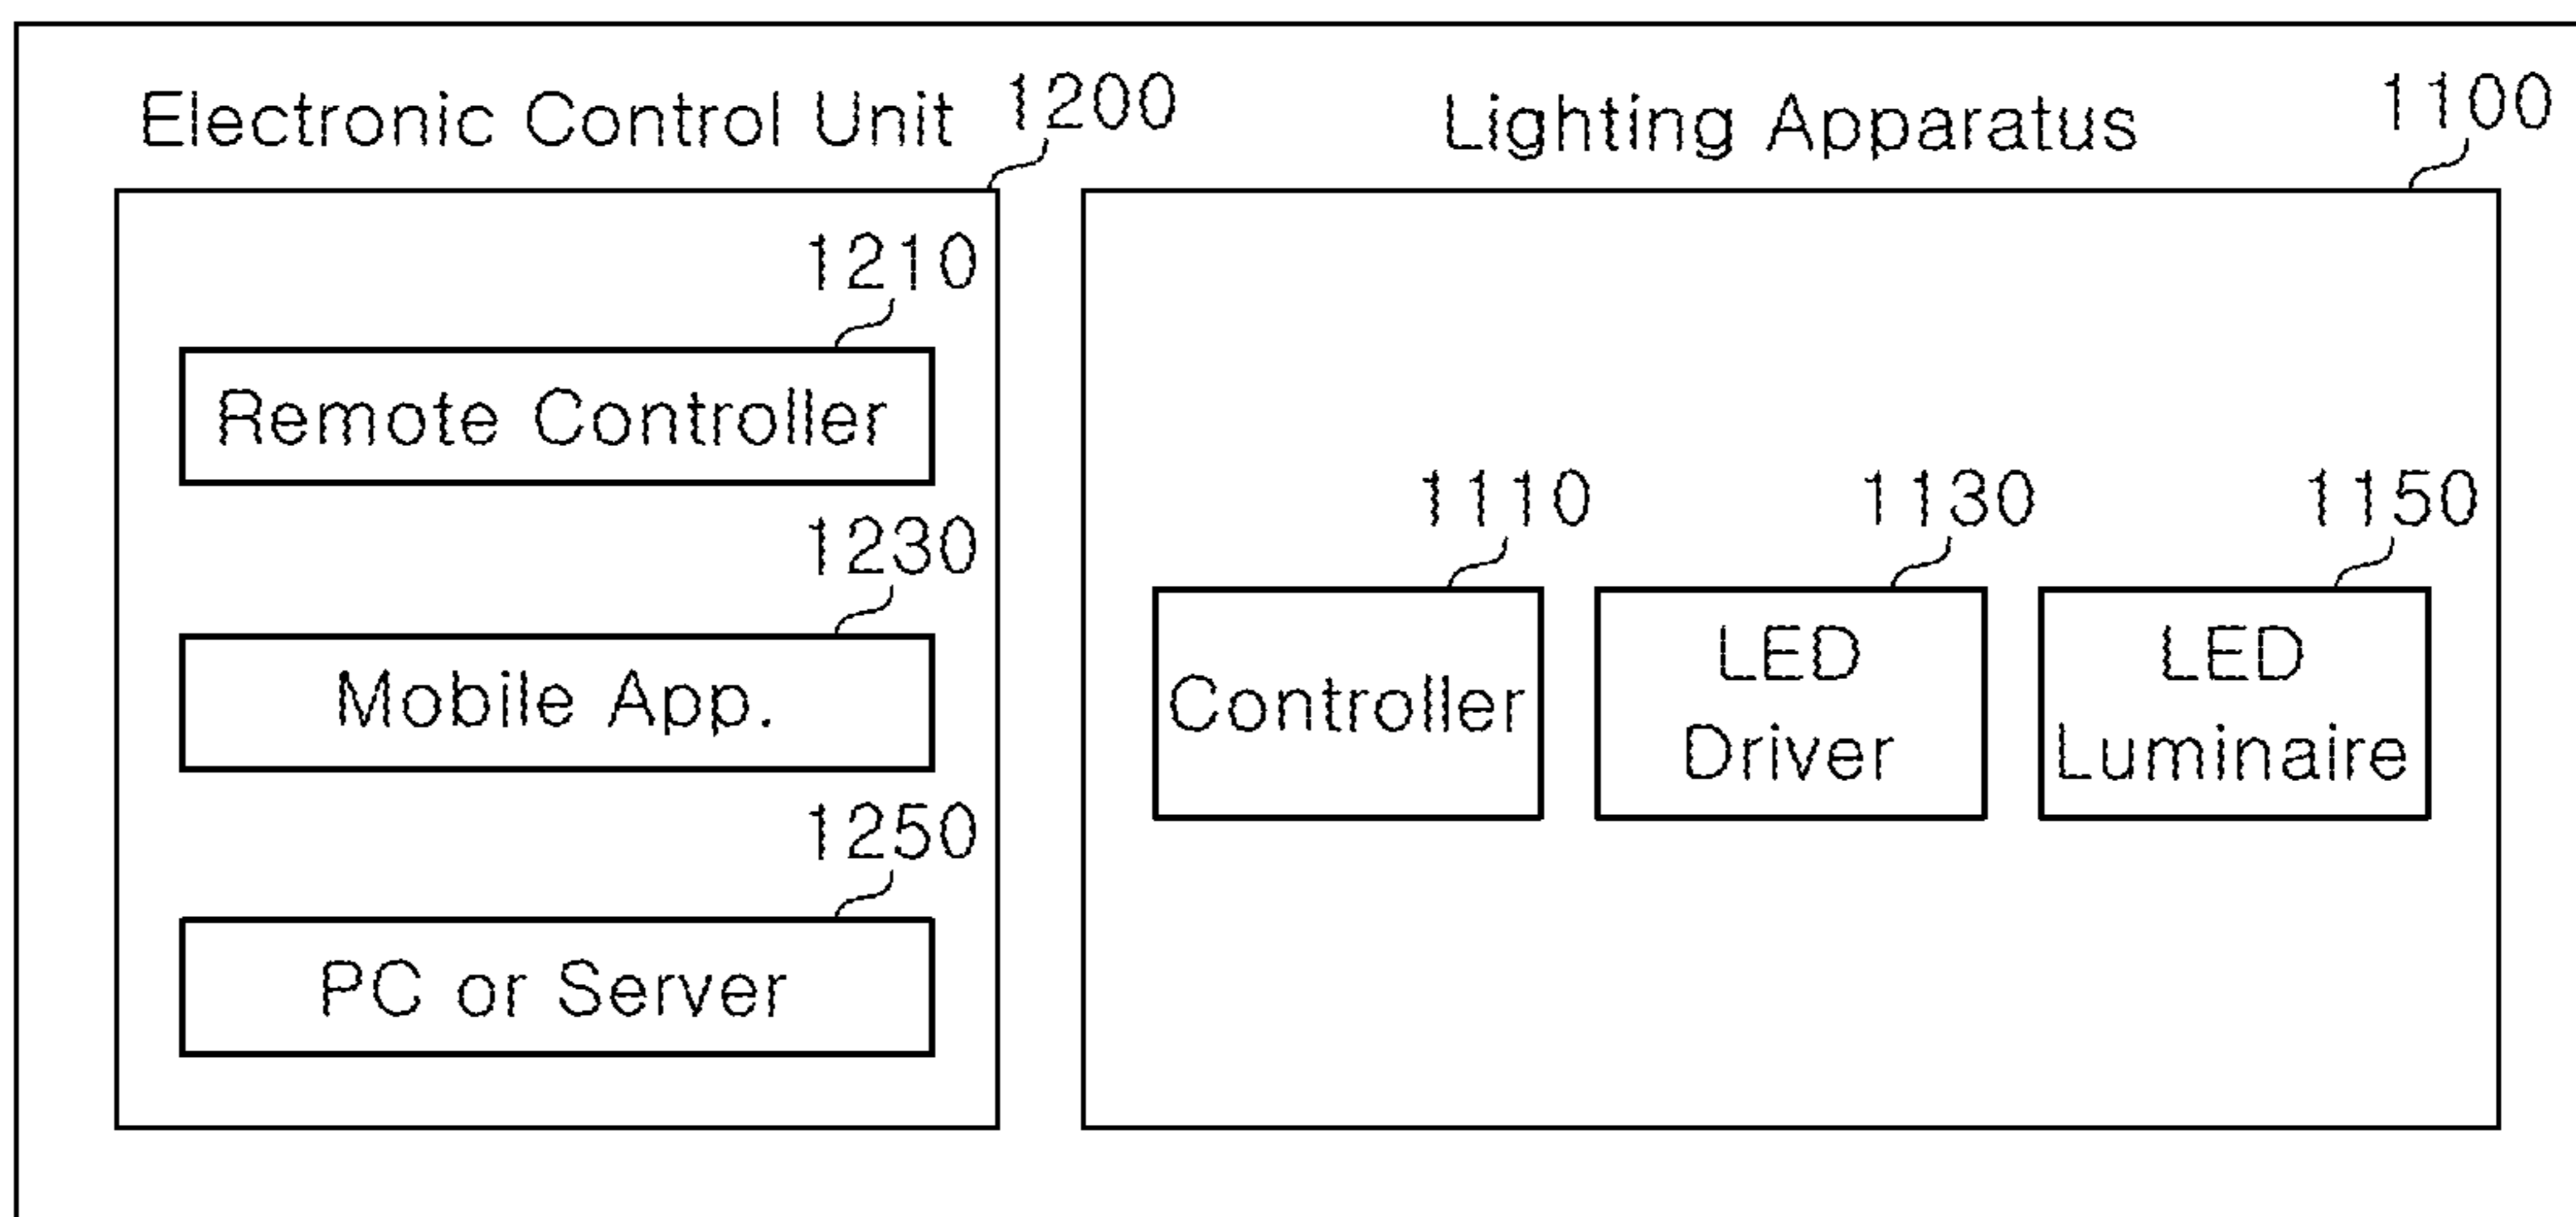 Electronic Control Unit 1200
Lighting Apparatus 1100
1210
Remote Controller
1230
Mobile App.
1250
PC or Server
1110
Controller
1130
LED
Driver
1150
LED
Luminaire